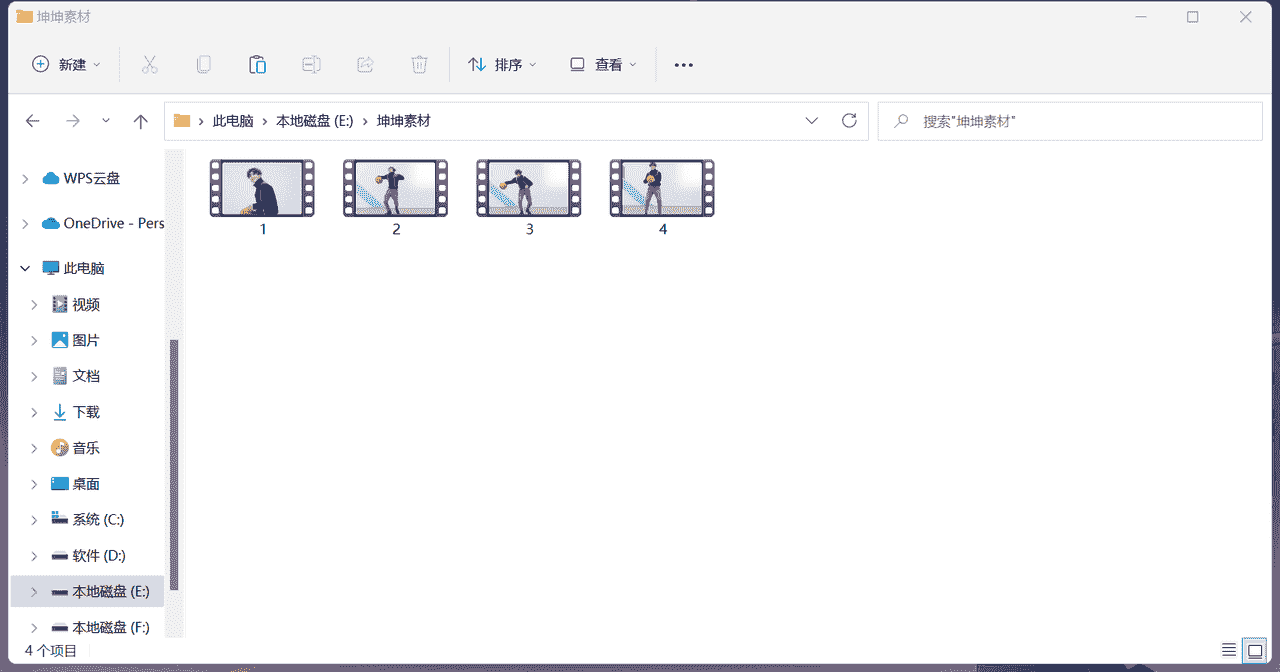 坤坤素材
新建
排序
查看
此电脑 本地磁盘 (E:) 坤坤素材
搜索"坤坤素材"
WPS云盘
OneDrive - Pers
此电脑
视频
图片
文档
下载
音乐
桌面
系统 (C:)
软件 (D:)
本地磁盘 (E:)
本地磁盘 (F:)
1
2
3
4
4 个项目